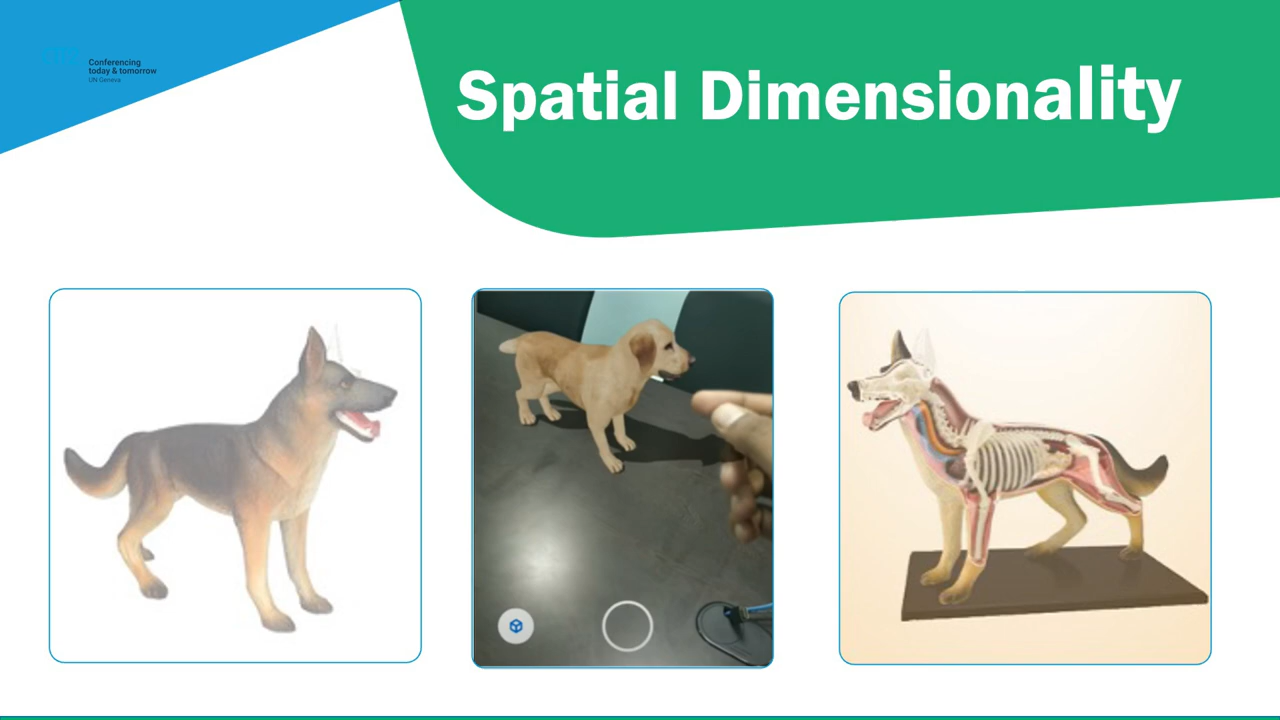 Conferencing
today & tomorrow
UN Geneva
Spatial Dimensionality